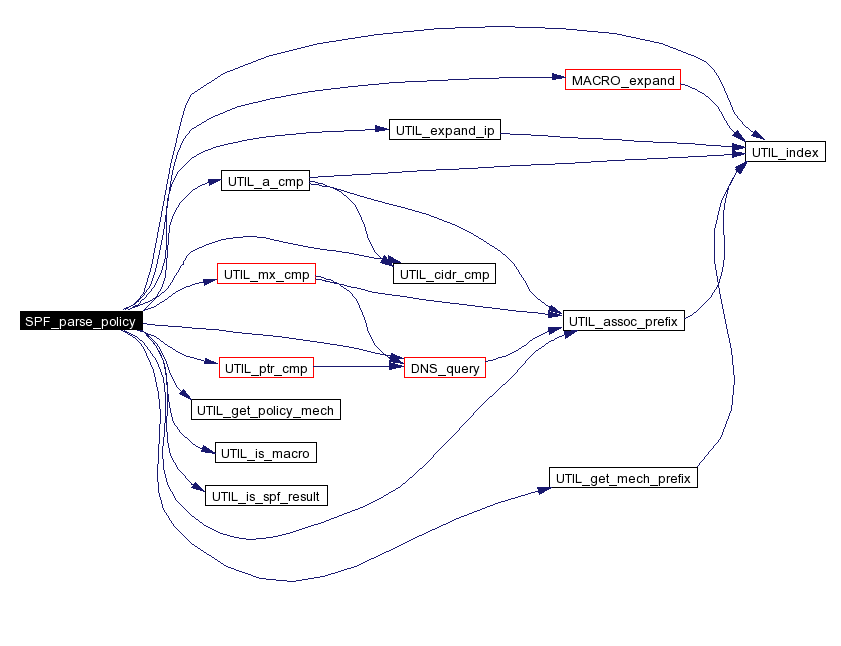 MACRO_expand
UTIL_expand_ip
UTIL_index
UTIL_a_cmp
UTIL_mx_cmp
UTIL_cidr_cmp
SPF_parse_policy
UTIL_assoc_prefix
UTIL_ptr_cmp
DNS_query
UTIL_get_policy_mech
UTIL_is_macro
UTIL_get_mech_prefix
UTIL_is_spf_result